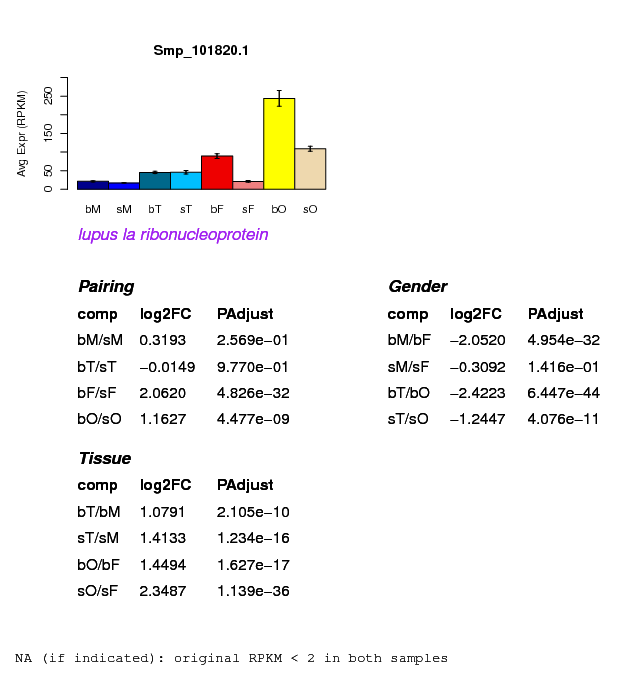 Smp_101820.1
Avg Expr (RPKM)
250
150
50
0
bM sM bT sT bF sF bO sO
lupus la ribonucleoprotein
Pairing
comp log2FC PAdjust
bM/sM 0.3193 2.569e−01
bT/sT −0.0149 9.770e−01
bF/sF 2.0620 4.826e−32
bO/sO 1.1627 4.477e−09
Gender
comp log2FC PAdjust
bM/bF −2.0520 4.954e−32
sM/sF −0.3092 1.416e−01
bT/bO −2.4223 6.447e−44
sT/sO −1.2447 4.076e−11
Tissue
comp log2FC PAdjust
bT/bM 1.0791 2.105e−10
sT/sM 1.4133 1.234e−16
bO/bF 1.4494 1.627e−17
sO/sF 2.3487 1.139e−36
NA (if indicated): original RPKM < 2 in both samples